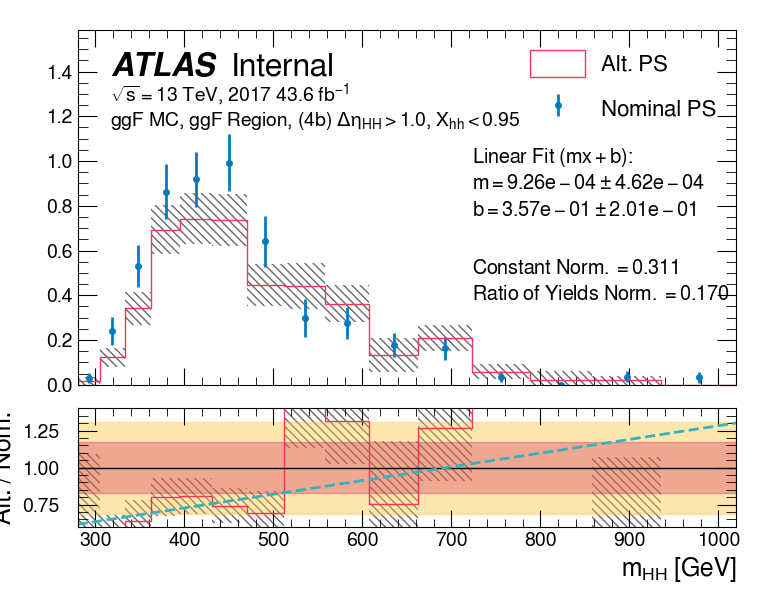 ATLAS Internal
√s = 13 TeV, 2017 43.6 fb⁻¹
ggF MC, ggF Region, (4b) Δη_HH > 1.0, X_hh < 0.95
Alt. PS
Nominal PS
Linear Fit (mx + b):
m = 9.26e − 04 ± 4.62e − 04
b = 3.57e − 01 ± 2.01e − 01
Constant Norm. = 0.311
Ratio of Yields Norm. = 0.170
1.4
1.2
1.0
0.8
0.6
0.4
0.2
0.0
Alt. / Nom.
1.25
1.00
0.75
300 400 500 600 700 800 900 1000
m_HH [GeV]